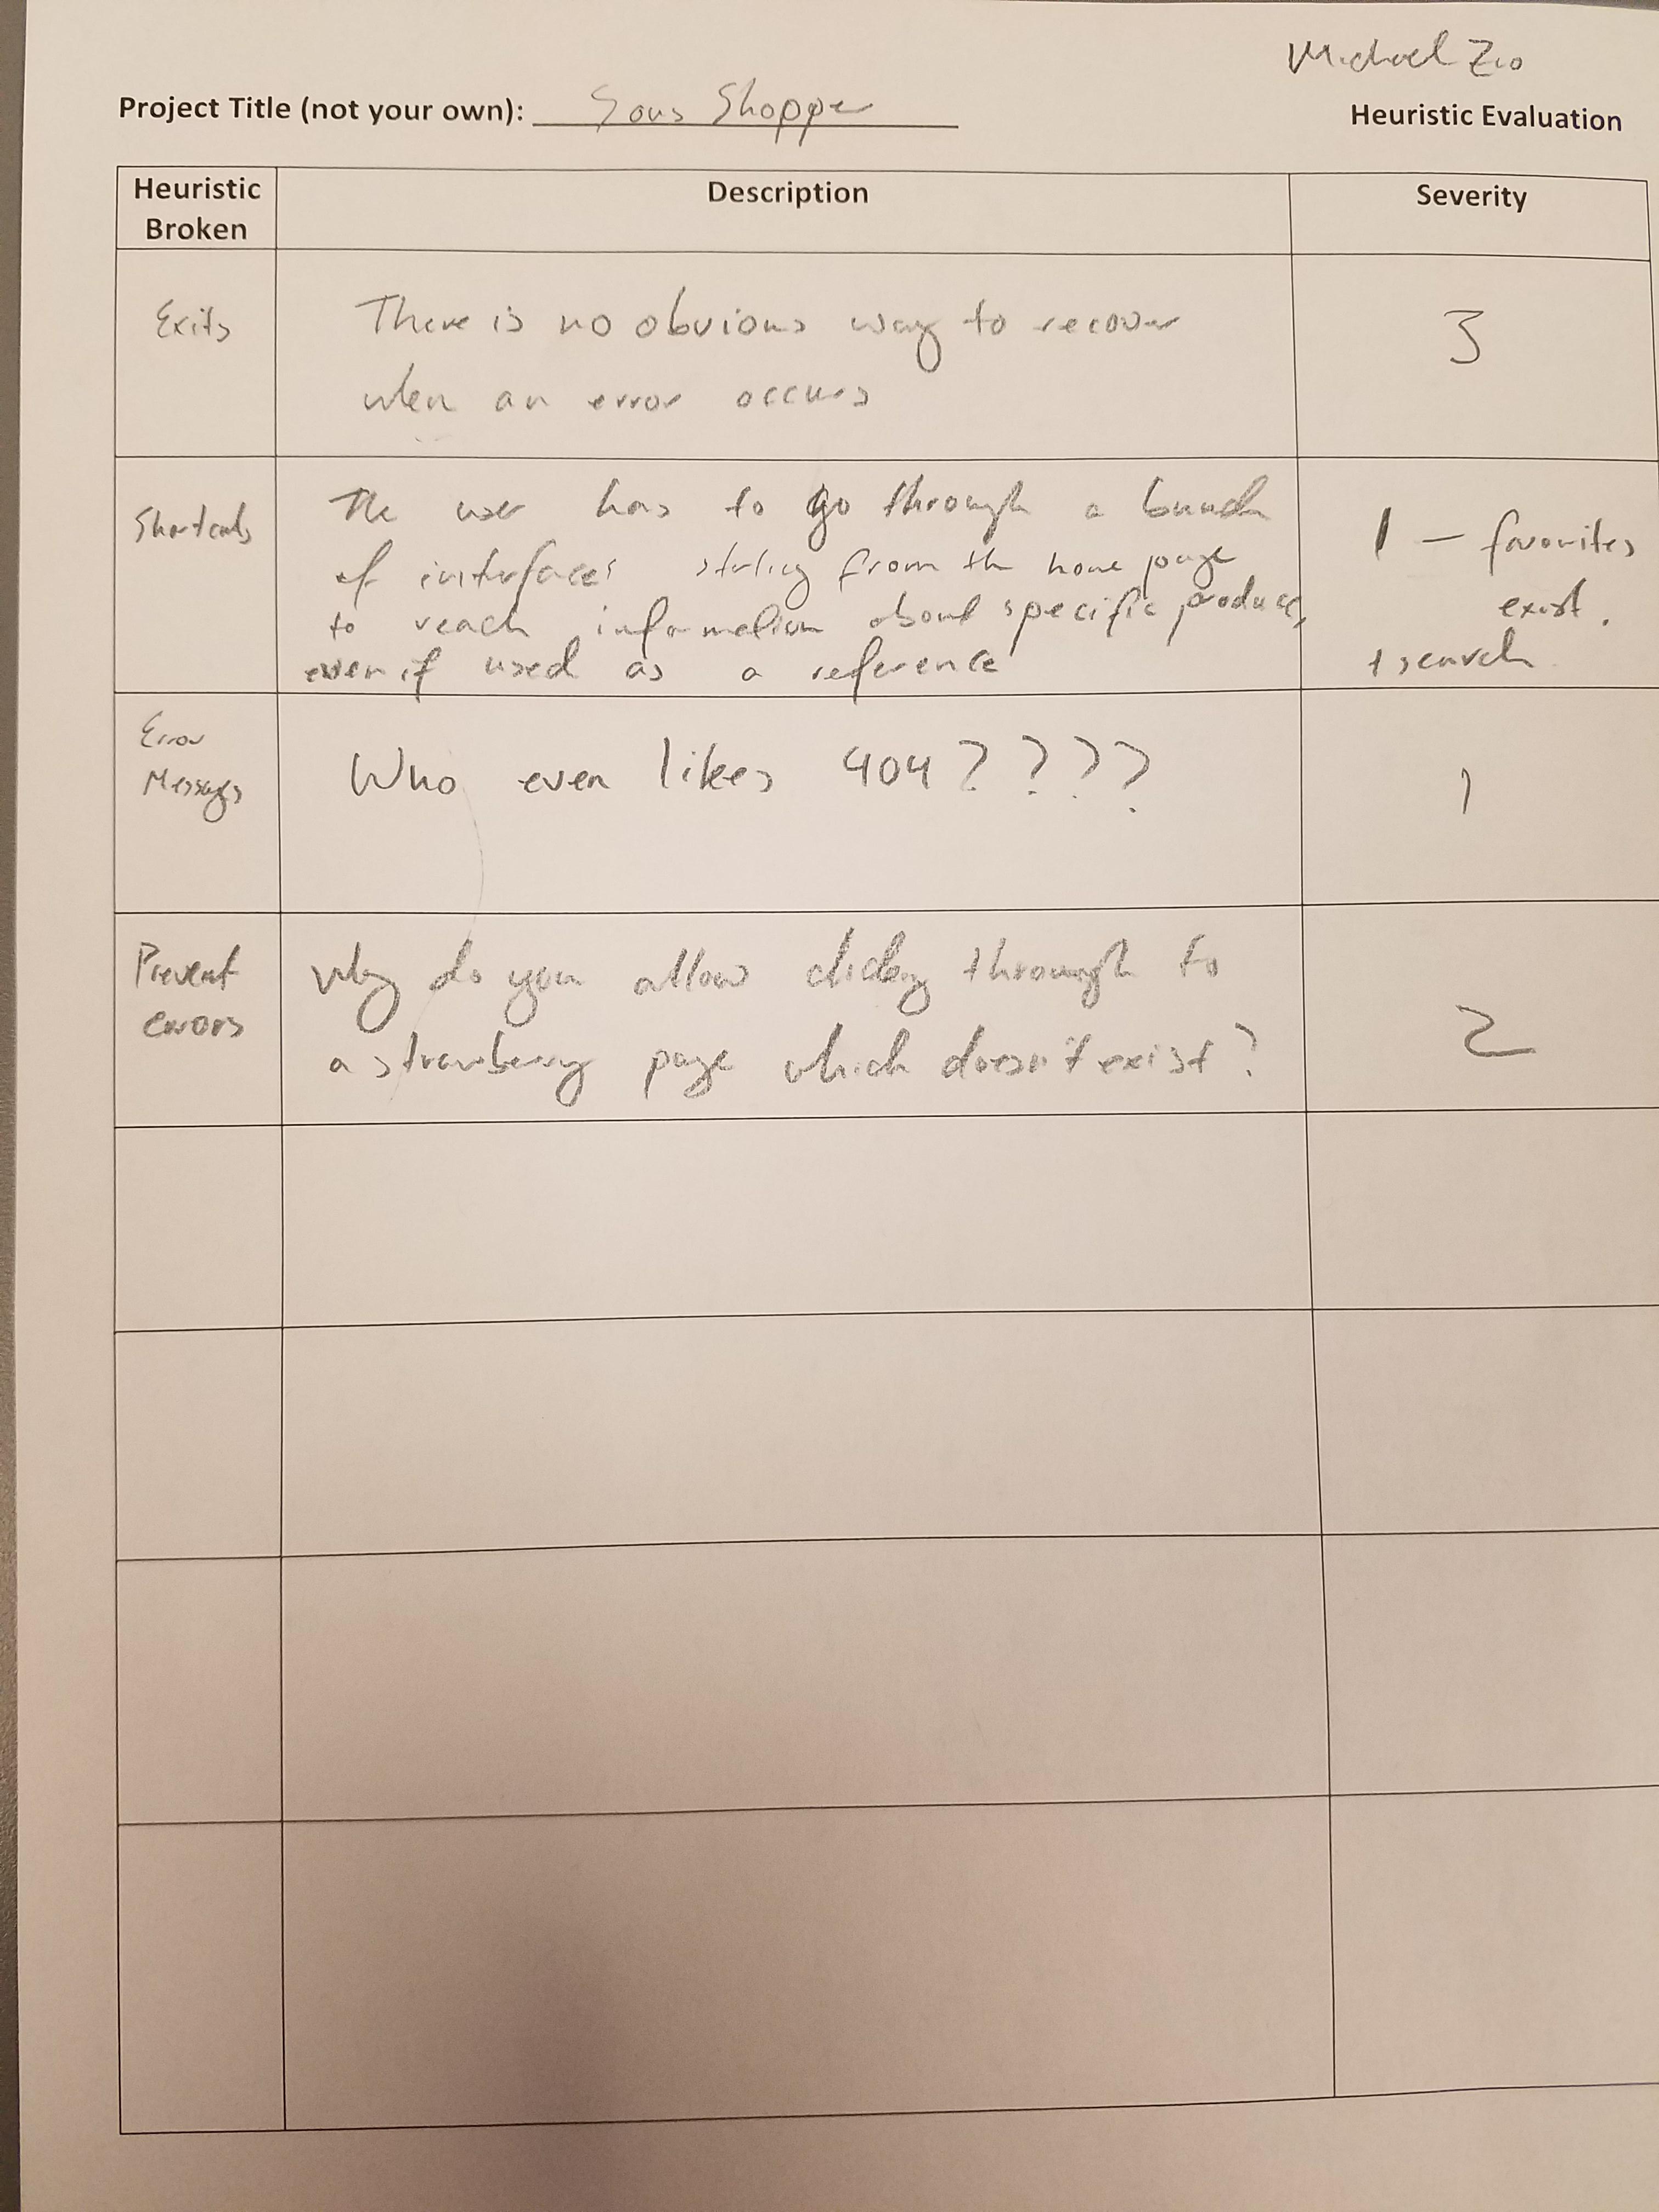 Michael Zuo
Project Title (not your own): Sous Shopper
Heuristic Evaluation
Heuristic Broken
Description
Severity
Exits
There is no obvious way to recover
when an error occurs
3
Shortcuts
The user has to go through a bunch
of interfaces starting from the home page
to reach information about specific produce,
even if used as a reference
1 – favorites
exist.
+ search
Error
Messages
Who even likes 404????
1
Prevent
errors
Why do you allow clicking through to
a strawberry page which doesn't exist?
2